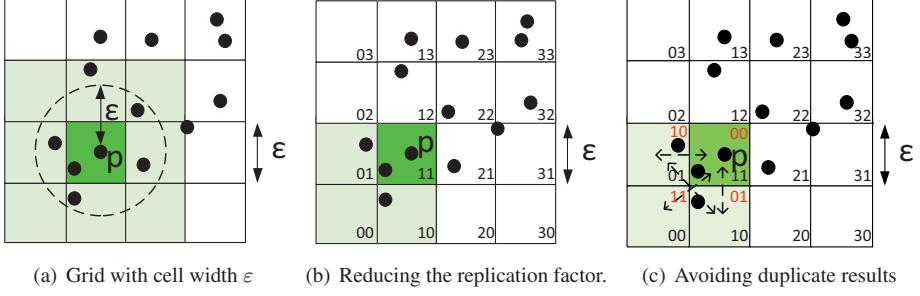 ε
p
ε
(a) Grid with cell width ε
03 13 23 33
02 12 22 32
p
01 11 21 31
00 10 20 30
ε
(b) Reducing the replication factor.
03 13 23 33
02 12 22 32
10 00
p
01 11 21 31
11 01
00 10 20 30
ε
(c) Avoiding duplicate results